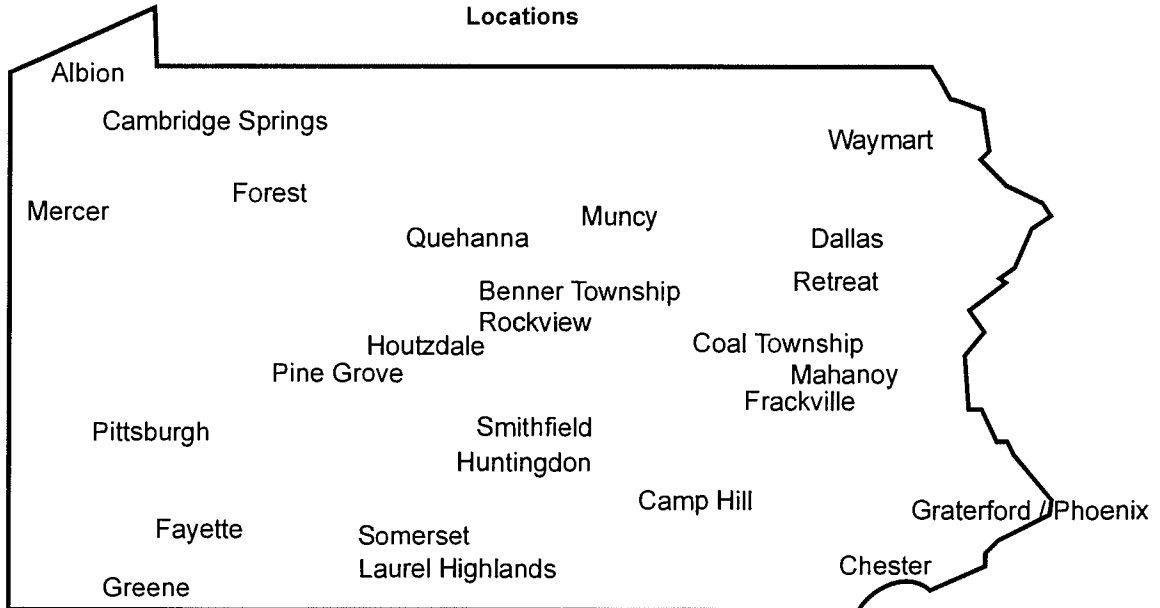 Locations
Albion
Cambridge Springs
Waymart
Forest
Mercer
Muncy
Quehanna
Dallas
Retreat
Benner Township
Rockview
Houtzdale
Coal Township
Pine Grove
Mahanoy
Frackville
Pittsburgh
Smithfield
Huntingdon
Camp Hill
Graterford / Phoenix
Fayette
Somerset
Chester
Laurel Highlands
Greene